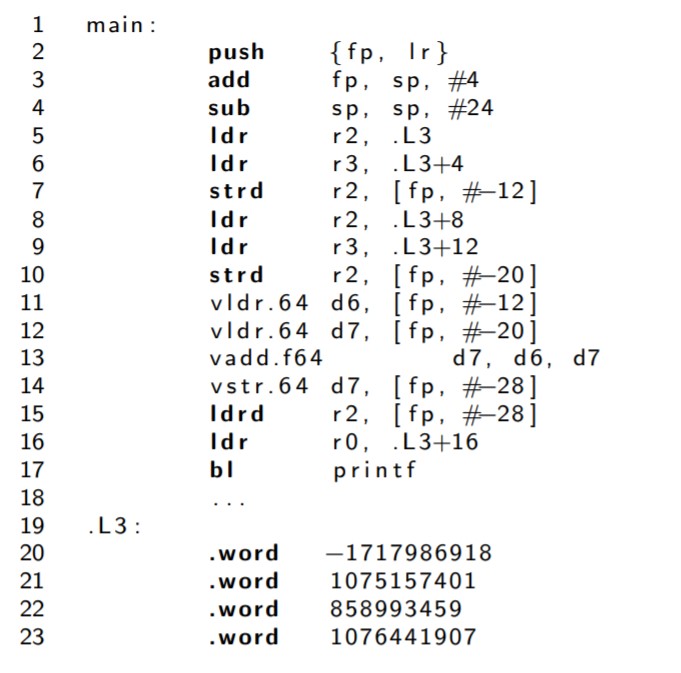 1 main:
2 push {fp, lr}
3 add fp, sp, #4
4 sub sp, sp, #24
5 ldr r2, .L3
6 ldr r3, .L3+4
7 strd r2, [fp, #−12]
8 ldr r2, .L3+8
9 ldr r3, .L3+12
10 strd r2, [fp, #−20]
11 vldr.64 d6, [fp, #−12]
12 vldr.64 d7, [fp, #−20]
13 vadd.f64 d7, d6, d7
14 vstr.64 d7, [fp, #−28]
15 ldrd r2, [fp, #−28]
16 ldr r0, .L3+16
17 bl printf
18 ...
19 .L3:
20 .word −1717986918
21 .word 1075157401
22 .word 858993459
23 .word 1076441907